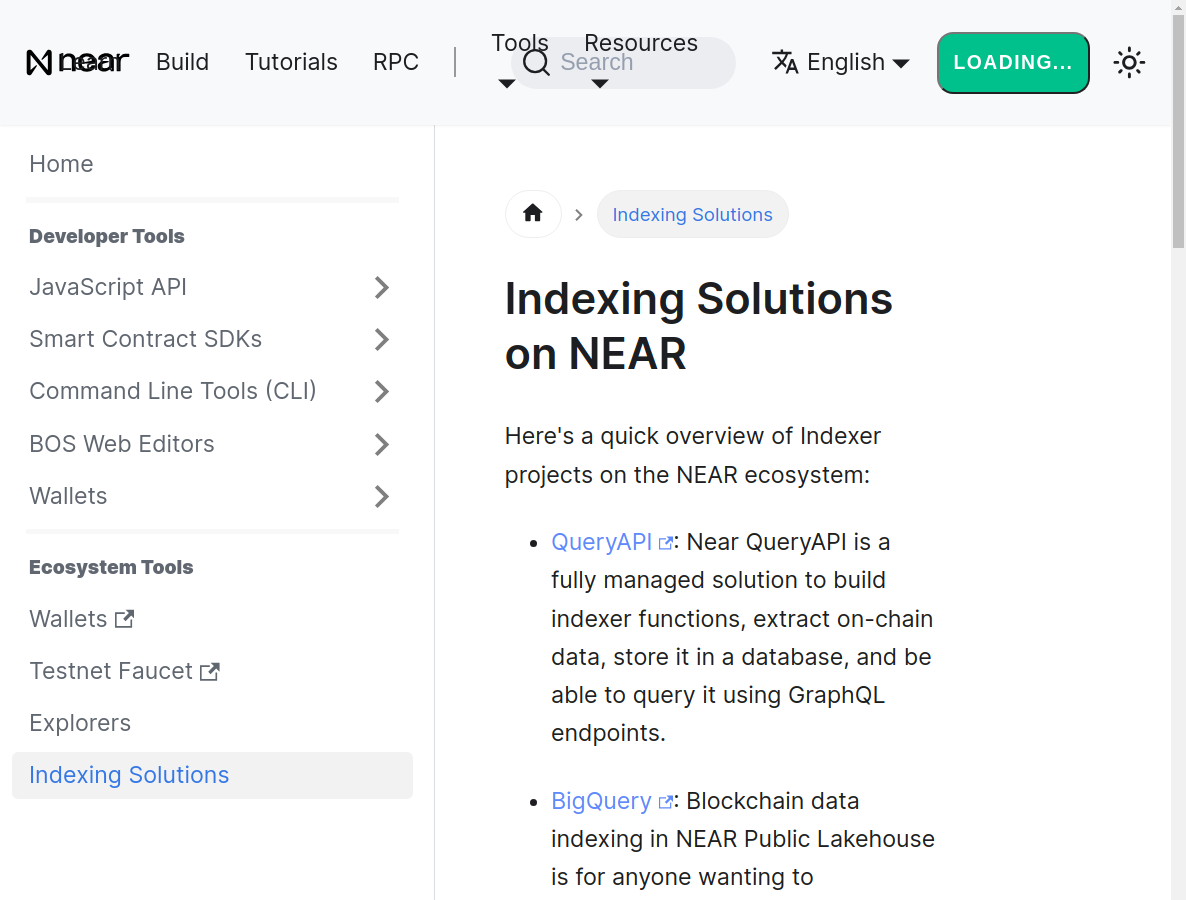 near
Learn
Build
Tutorials
RPC
Tools
Resources
Search
English
LOADING...
Home
Developer Tools
JavaScript API
Smart Contract SDKs
Command Line Tools (CLI)
BOS Web Editors
Wallets
Ecosystem Tools
Wallets
Testnet Faucet
Explorers
Indexing Solutions
Indexing Solutions
Indexing Solutions
on NEAR
Here's a quick overview of Indexer
projects on the NEAR ecosystem:
QueryAPI : Near QueryAPI is a
fully managed solution to build
indexer functions, extract on-chain
data, store it in a database, and be
able to query it using GraphQL
endpoints.
BigQuery : Blockchain data
indexing in NEAR Public Lakehouse
is for anyone wanting to